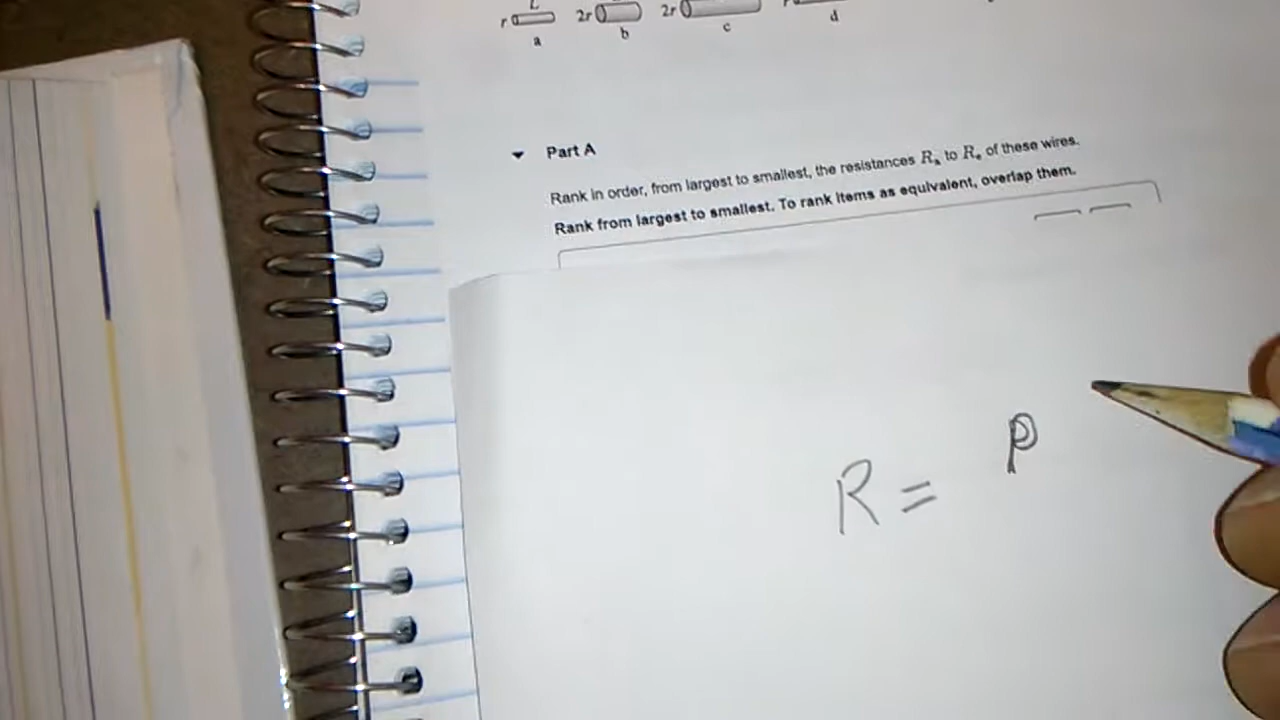 L
r 2r 2r r
a b c d
Part A
Rank in order, from largest to smallest, the resistances Ra to Re of these wires.
Rank from largest to smallest. To rank items as equivalent, overlap them.
R = ρ